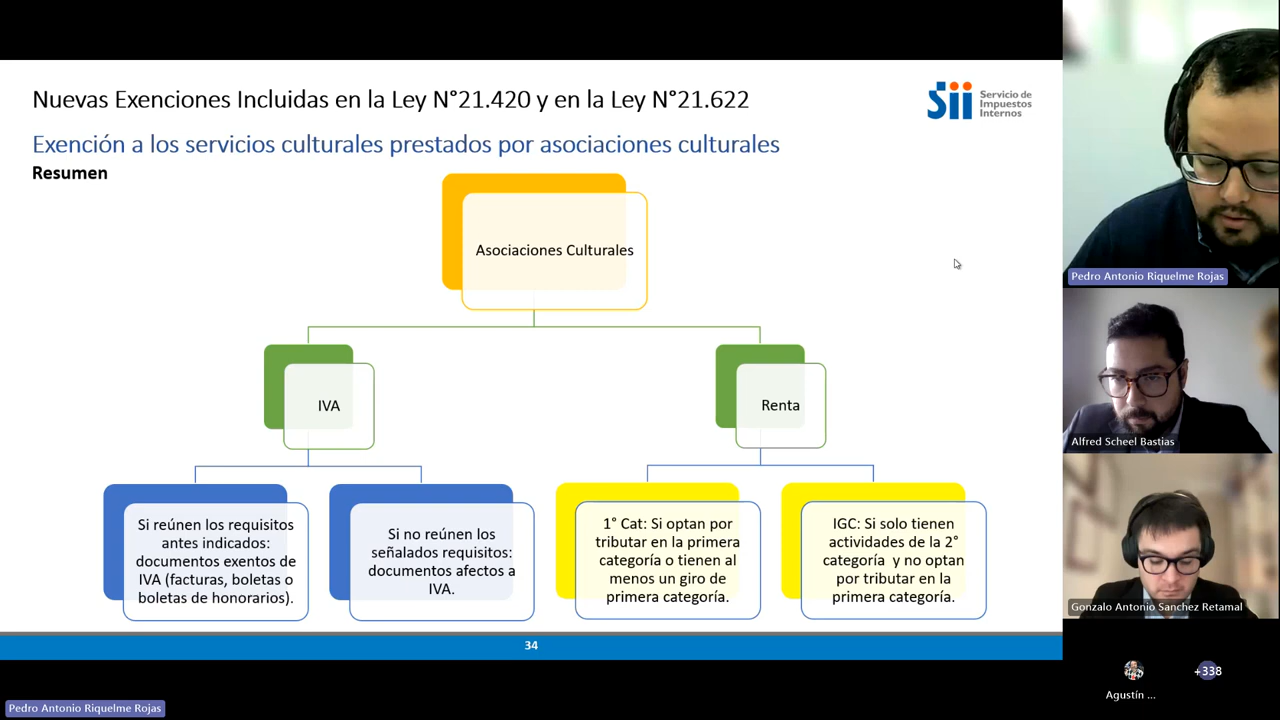 Nuevas Exenciones Incluidas en la Ley N°21.420 y en la Ley N°21.622
Sii Servicio de
Impuestos
Internos
Exención a los servicios culturales prestados por asociaciones culturales
Resumen
Asociaciones Culturales
IVA
Renta
Si reúnen los requisitos
antes indicados:
documentos exentos de
IVA (facturas, boletas o
boletas de honorarios).
Si no reúnen los
señalados requisitos:
documentos afectos a
IVA.
1° Cat: Si optan por
tributar en la primera
categoría o tienen al
menos un giro de
primera categoría.
IGC: Si solo tienen
actividades de la 2°
categoría y no optan
por tributar en la
primera categoría.
34
Pedro Antonio Riquelme Rojas
Pedro Antonio Riquelme Rojas
Alfred Scheel Bastias
Gonzalo Antonio Sanchez Retamal
Agustín ...
+338